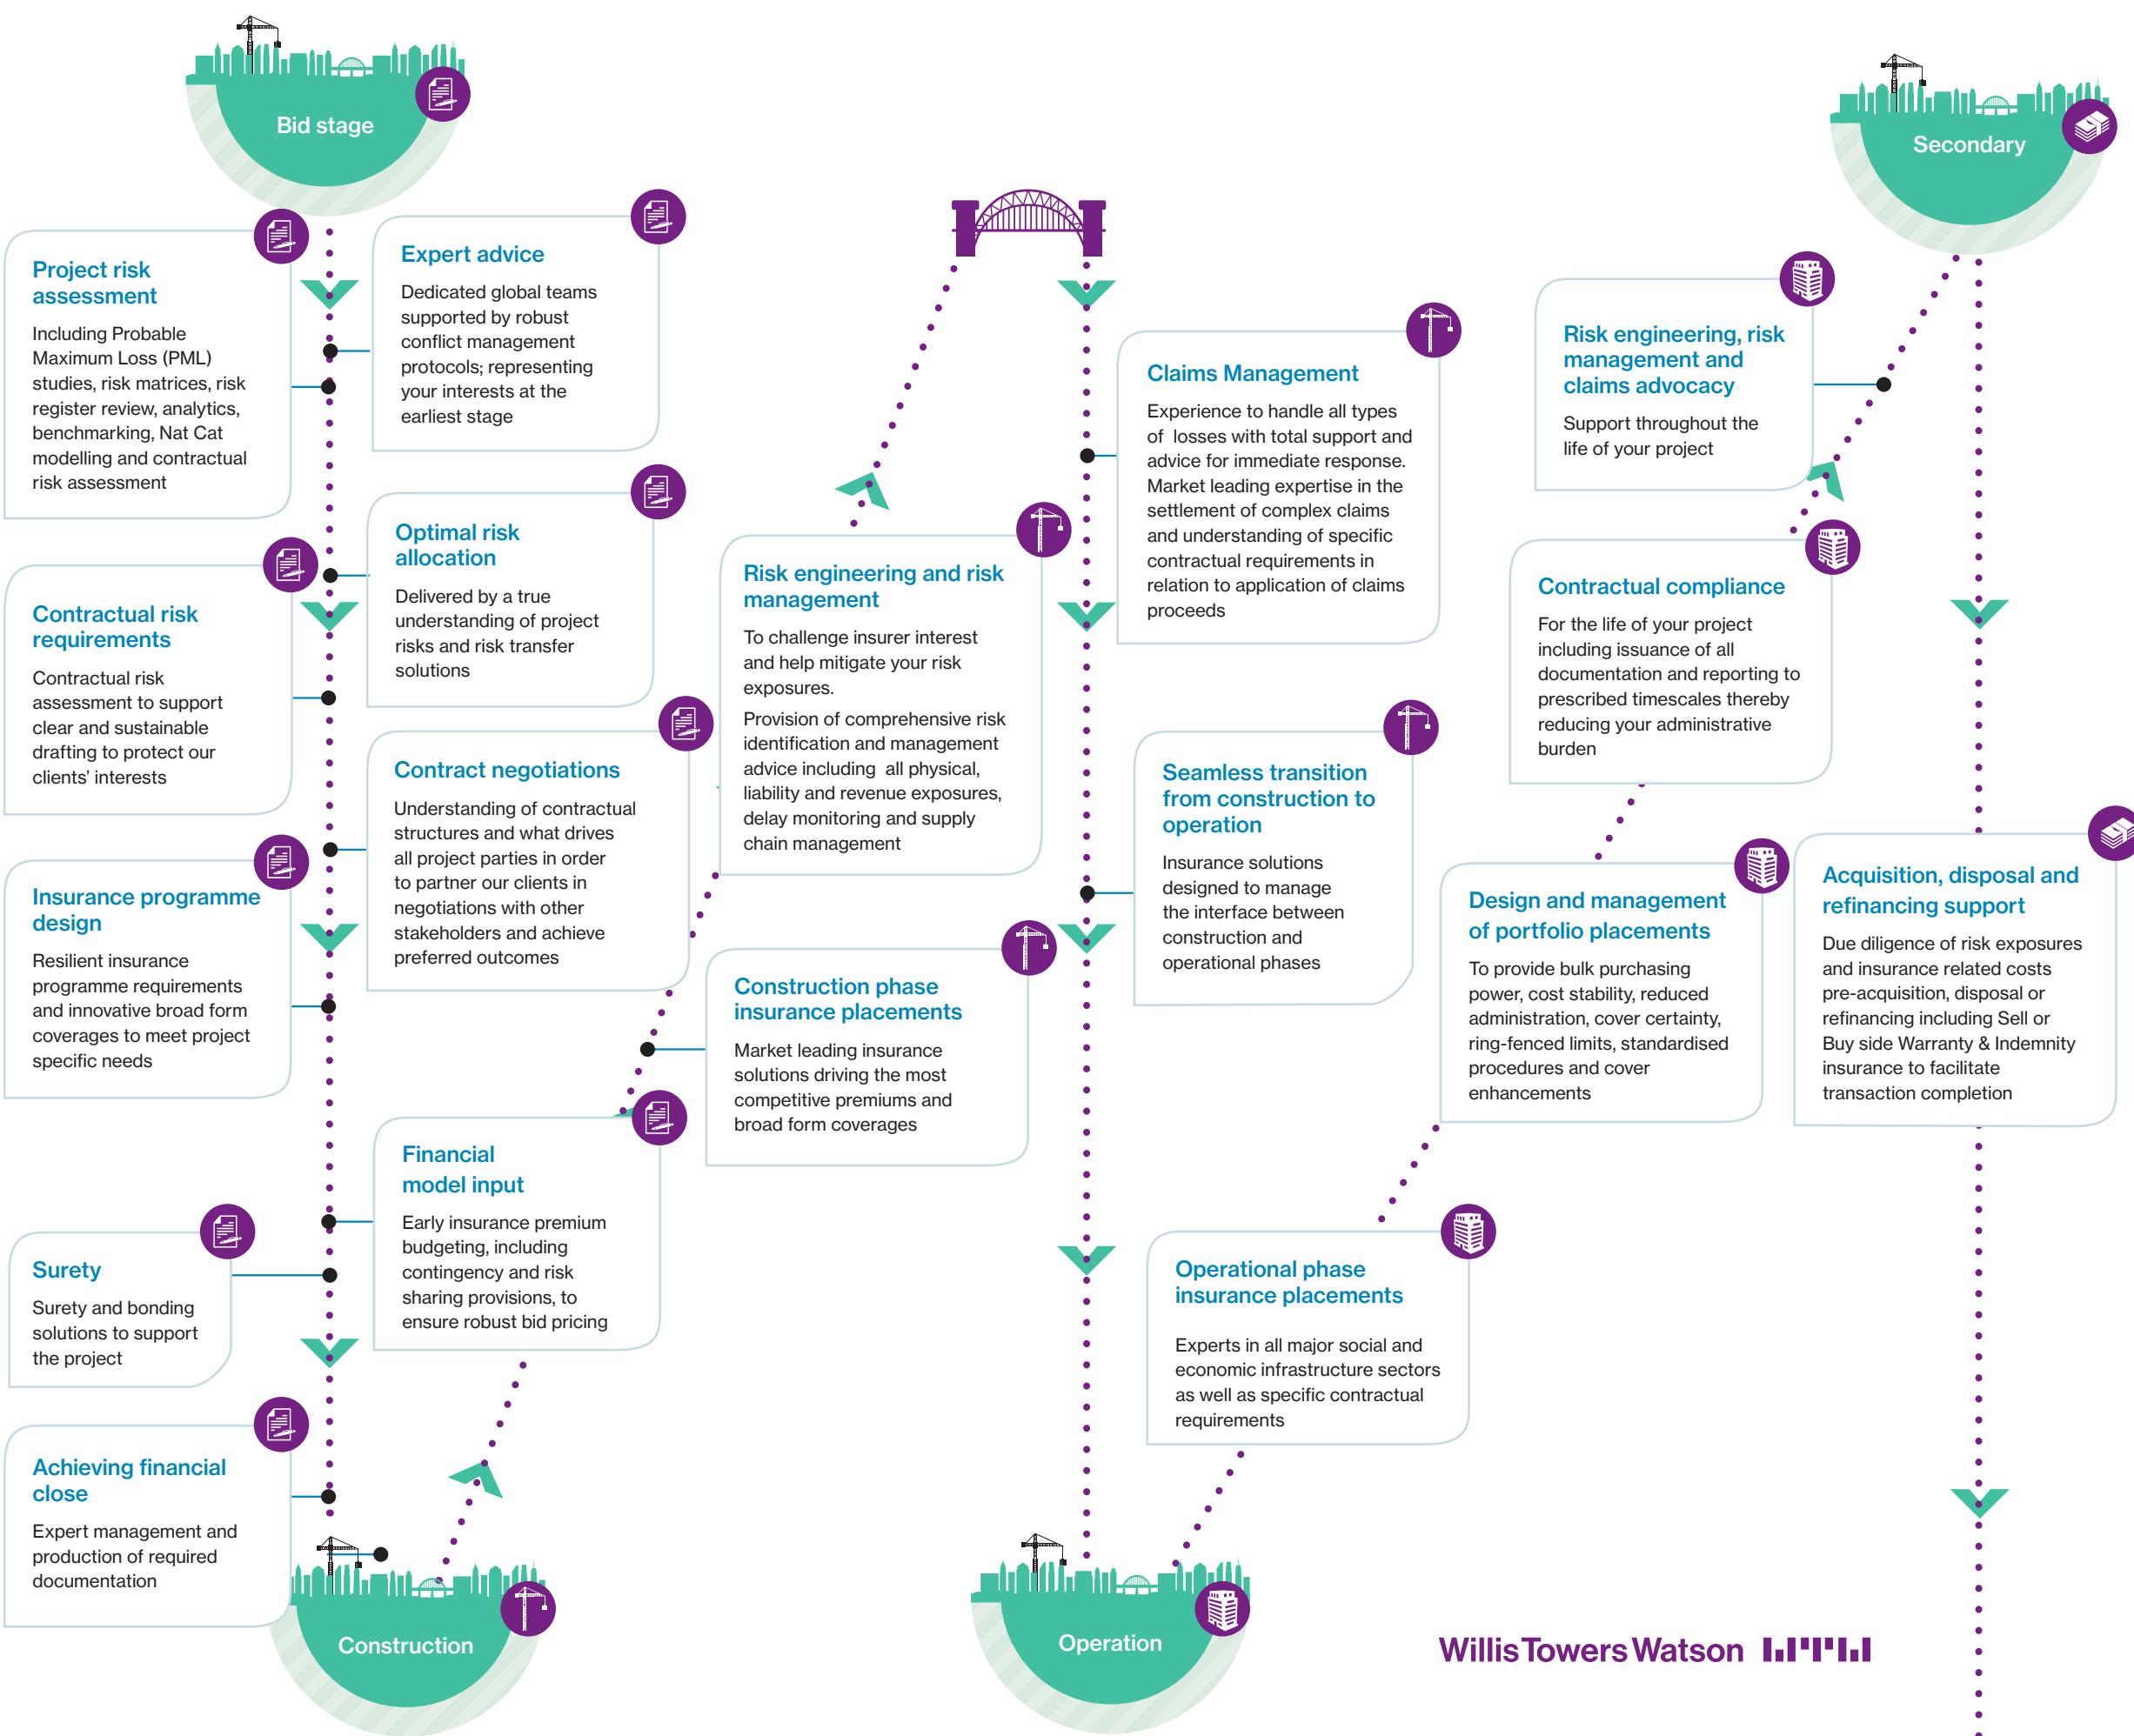 Bid stage
Project risk
assessment
Including Probable
Maximum Loss (PML)
studies, risk matrices, risk
register review, analytics,
benchmarking, Nat Cat
modelling and contractual
risk assessment
Expert advice
Dedicated global teams
supported by robust
conflict management
protocols; representing
your interests at the
earliest stage
Optimal risk
allocation
Delivered by a true
understanding of project
risks and risk transfer
solutions
Contractual risk
requirements
Contractual risk
assessment to support
clear and sustainable
drafting to protect our
clients’ interests
Contract negotiations
Understanding of contractual
structures and what drives
all project parties in order
to partner our clients in
negotiations with other
stakeholders and achieve
preferred outcomes
Insurance programme
design
Resilient insurance
programme requirements
and innovative broad form
coverages to meet project
specific needs
Financial
model input
Early insurance premium
budgeting, including
contingency and risk
sharing provisions, to
ensure robust bid pricing
Surety
Surety and bonding
solutions to support
the project
Achieving financial
close
Expert management and
production of required
documentation
Construction
Construction phase
insurance placements
Market leading insurance
solutions driving the most
competitive premiums and
broad form coverages
Risk engineering and risk
management
To challenge insurer interest
and help mitigate your risk
exposures.
Provision of comprehensive risk
identification and management
advice including all physical,
liability and revenue exposures,
delay monitoring and supply
chain management
Claims Management
Experience to handle all types
of losses with total support and
advice for immediate response.
Market leading expertise in the
settlement of complex claims
and understanding of specific
contractual requirements in
relation to application of claims
proceeds
Seamless transition
from construction to
operation
Insurance solutions
designed to manage
the interface between
construction and
operational phases
Operation
Operational phase
insurance placements
Experts in all major social and
economic infrastructure sectors
as well as specific contractual
requirements
Design and management
of portfolio placements
To provide bulk purchasing
power, cost stability, reduced
administration, cover certainty,
ring-fenced limits, standardised
procedures and cover
enhancements
Contractual compliance
For the life of your project
including issuance of all
documentation and reporting to
prescribed timescales thereby
reducing your administrative
burden
Risk engineering, risk
management and
claims advocacy
Support throughout the
life of your project
Secondary
Acquisition, disposal and
refinancing support
Due diligence of risk exposures
and insurance related costs
pre-acquisition, disposal or
refinancing including Sell or
Buy side Warranty & Indemnity
insurance to facilitate
transaction completion
Willis Towers Watson